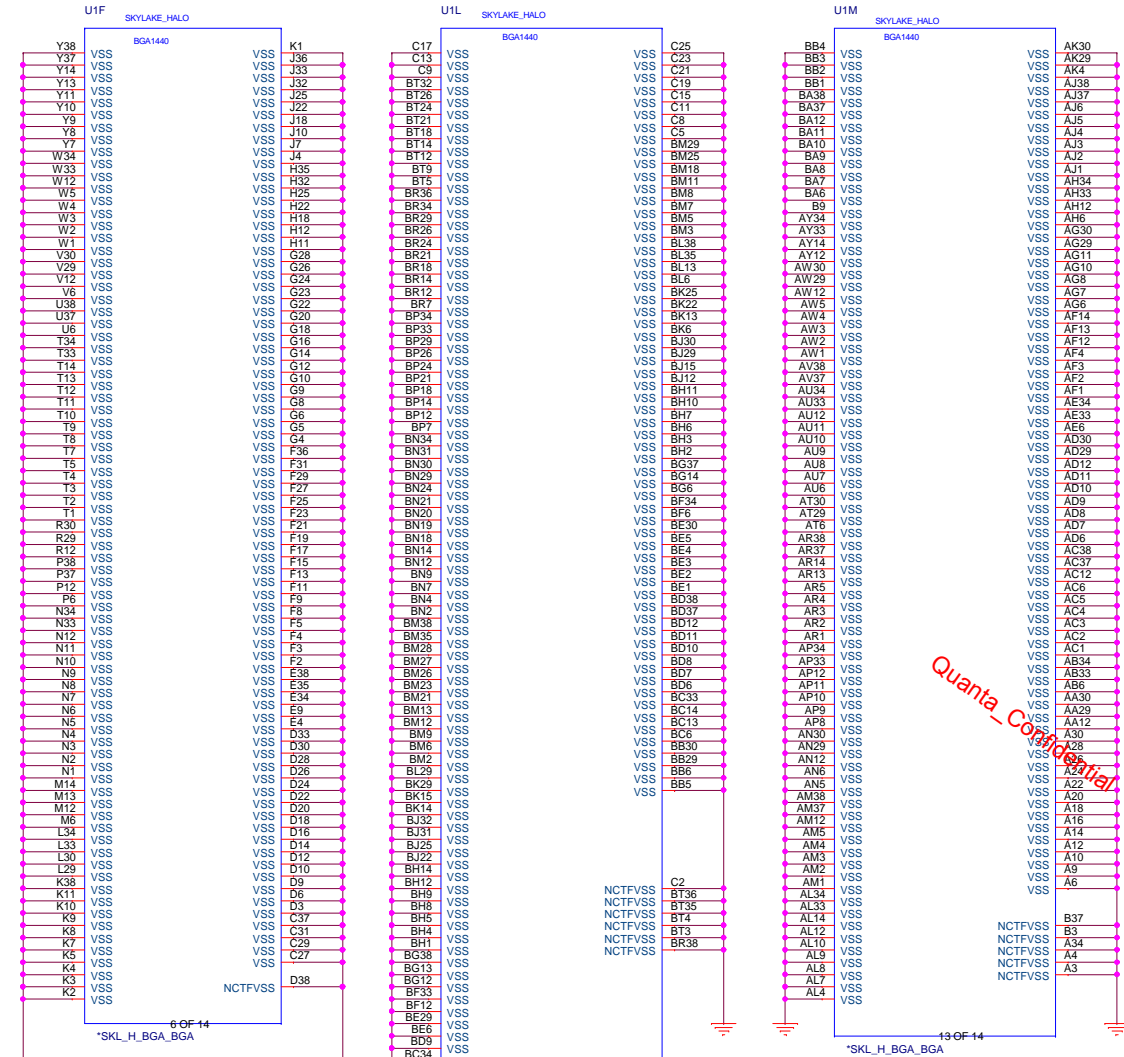 U1F
SKYLAKE_HALO
BGA1440
Y38 VSS VSS K1
Y37 VSS VSS J36
Y14 VSS VSS J33
Y13 VSS VSS J32
Y11 VSS VSS J25
Y10 VSS VSS J22
Y9 VSS VSS J18
Y8 VSS VSS J10
Y7 VSS VSS J7
W34 VSS VSS J4
W33 VSS VSS H35
W12 VSS VSS H32
W5 VSS VSS H25
W4 VSS VSS H22
W3 VSS VSS H18
W2 VSS VSS H12
W1 VSS VSS H11
V30 VSS VSS G28
V29 VSS VSS G26
V12 VSS VSS G24
V6 VSS VSS G23
U38 VSS VSS G22
U37 VSS VSS G20
U6 VSS VSS G18
T34 VSS VSS G16
T33 VSS VSS G14
T14 VSS VSS G12
T13 VSS VSS G10
T12 VSS VSS G9
T11 VSS VSS G8
T10 VSS VSS G6
T9 VSS VSS G5
T8 VSS VSS G4
T7 VSS VSS F36
T5 VSS VSS F31
T4 VSS VSS F29
T3 VSS VSS F27
T2 VSS VSS F25
T1 VSS VSS F23
R30 VSS VSS F21
R29 VSS VSS F19
R12 VSS VSS F17
P38 VSS VSS F15
P37 VSS VSS F13
P12 VSS VSS F11
P6 VSS VSS F9
N34 VSS VSS F8
N33 VSS VSS F5
N12 VSS VSS F4
N11 VSS VSS F3
N10 VSS VSS F2
N9 VSS VSS E38
N8 VSS VSS E35
N7 VSS VSS E34
N6 VSS VSS E9
N5 VSS VSS E4
N4 VSS VSS D33
N3 VSS VSS D30
N2 VSS VSS D28
N1 VSS VSS D26
M14 VSS VSS D24
M13 VSS VSS D22
M12 VSS VSS D20
M6 VSS VSS D18
L34 VSS VSS D16
L33 VSS VSS D14
L30 VSS VSS D12
L29 VSS VSS D10
K38 VSS VSS D9
K11 VSS VSS D6
K10 VSS VSS D3
K9 VSS VSS C37
K8 VSS VSS C31
K7 VSS VSS C29
K5 VSS VSS C27
K4 VSS
K3 VSS NCTFVSS D38
K2 VSS
6 OF 14
*SKL_H_BGA_BGA
U1L
SKYLAKE_HALO
BGA1440
C17 VSS VSS C25
C13 VSS VSS C23
C9 VSS VSS C21
BT32 VSS VSS C19
BT26 VSS VSS C15
BT24 VSS VSS C11
BT21 VSS VSS C8
BT18 VSS VSS C5
BT14 VSS VSS BM29
BT12 VSS VSS BM25
BT9 VSS VSS BM18
BT5 VSS VSS BM11
BR36 VSS VSS BM8
BR34 VSS VSS BM7
BR29 VSS VSS BM5
BR26 VSS VSS BM3
BR24 VSS VSS BL38
BR21 VSS VSS BL35
BR18 VSS VSS BL13
BR14 VSS VSS BL6
BR12 VSS VSS BK25
BR7 VSS VSS BK22
BP34 VSS VSS BK13
BP33 VSS VSS BK6
BP29 VSS VSS BJ30
BP26 VSS VSS BJ29
BP24 VSS VSS BJ15
BP21 VSS VSS BJ12
BP18 VSS VSS BH11
BP14 VSS VSS BH10
BP12 VSS VSS BH7
BP7 VSS VSS BH6
BN34 VSS VSS BH3
BN31 VSS VSS BH2
BN30 VSS VSS BG37
BN29 VSS VSS BG14
BN24 VSS VSS BG6
BN21 VSS VSS BF34
BN20 VSS VSS BF6
BN19 VSS VSS BE30
BN18 VSS VSS BE5
BN14 VSS VSS BE4
BN12 VSS VSS BE3
BN9 VSS VSS BE2
BN7 VSS VSS BE1
BN4 VSS VSS BD38
BN2 VSS VSS BD37
BM38 VSS VSS BD12
BM35 VSS VSS BD11
BM28 VSS VSS BD10
BM27 VSS VSS BD8
BM26 VSS VSS BD7
BM23 VSS VSS BD6
BM21 VSS VSS BC33
BM13 VSS VSS BC14
BM12 VSS VSS BC13
BM9 VSS VSS BC6
BM6 VSS VSS BB30
BM2 VSS VSS BB29
BL29 VSS VSS BB6
BK29 VSS VSS BB5
BK15 VSS
BK14 VSS
BJ32 VSS
BJ31 VSS
BJ25 VSS
BJ22 VSS
BH14 VSS
BH12 VSS NCTFVSS C2
BH9 VSS NCTFVSS BT36
BH8 VSS NCTFVSS BT35
BH5 VSS NCTFVSS BT4
BH4 VSS NCTFVSS BT3
BH1 VSS NCTFVSS BR38
BG38 VSS
BG13 VSS
BG12 VSS
BF33 VSS
BF12 VSS
BE29 VSS
BE6 VSS
BD9 VSS
BC34
U1M
SKYLAKE_HALO
BGA1440
BB4 VSS VSS AK30
BB3 VSS VSS AK29
BB2 VSS VSS AK4
BB1 VSS VSS AJ38
BA38 VSS VSS AJ37
BA37 VSS VSS AJ6
BA12 VSS VSS AJ5
BA11 VSS VSS AJ4
BA10 VSS VSS AJ3
BA9 VSS VSS AJ2
BA8 VSS VSS AJ1
BA7 VSS VSS AH34
BA6 VSS VSS AH33
B9 VSS VSS AH12
AY34 VSS VSS AH6
AY33 VSS VSS AG30
AY14 VSS VSS AG29
AY12 VSS VSS AG11
AW30 VSS VSS AG10
AW29 VSS VSS AG8
AW12 VSS VSS AG7
AW5 VSS VSS AG6
AW4 VSS VSS AF14
AW3 VSS VSS AF13
AW2 VSS VSS AF12
AW1 VSS VSS AF4
AV38 VSS VSS AF3
AV37 VSS VSS AF2
AU34 VSS VSS AF1
AU33 VSS VSS AE34
AU12 VSS VSS AE33
AU11 VSS VSS AE6
AU10 VSS VSS AD30
AU9 VSS VSS AD29
AU8 VSS VSS AD12
AU7 VSS VSS AD11
AU6 VSS VSS AD10
AT30 VSS VSS AD9
AT29 VSS VSS AD8
AT6 VSS VSS AD7
AR38 VSS VSS AD6
AR37 VSS VSS AC38
AR14 VSS VSS AC37
AR13 VSS VSS AC12
AR5 VSS VSS AC6
AR4 VSS VSS AC5
AR3 VSS VSS AC4
AR2 VSS VSS AC3
AR1 VSS VSS AC2
AP34 VSS VSS AC1
AP33 VSS VSS AB34
AP12 VSS VSS AB33
AP11 VSS VSS AB6
AP10 VSS VSS AA30
AP9 VSS VSS AA29
AP8 VSS VSS AA12
AN30 VSS VSS A30
AN29 VSS VSS A28
AN12 VSS VSS
AN6 VSS VSS A24
AN5 VSS VSS A22
AM38 VSS VSS A20
AM37 VSS VSS A18
AM12 VSS VSS A16
AM5 VSS VSS A14
AM4 VSS VSS A12
AM3 VSS VSS A10
AM2 VSS VSS A9
AM1 VSS VSS A6
AL34 VSS
AL33 VSS
AL14 VSS NCTFVSS B37
AL12 VSS NCTFVSS B3
AL10 VSS NCTFVSS A34
AL9 VSS NCTFVSS A4
AL8 VSS NCTFVSS A3
AL7 VSS
AL4 VSS
Quanta_Confidential
13 OF 14
*SKL_H_BGA_BGA